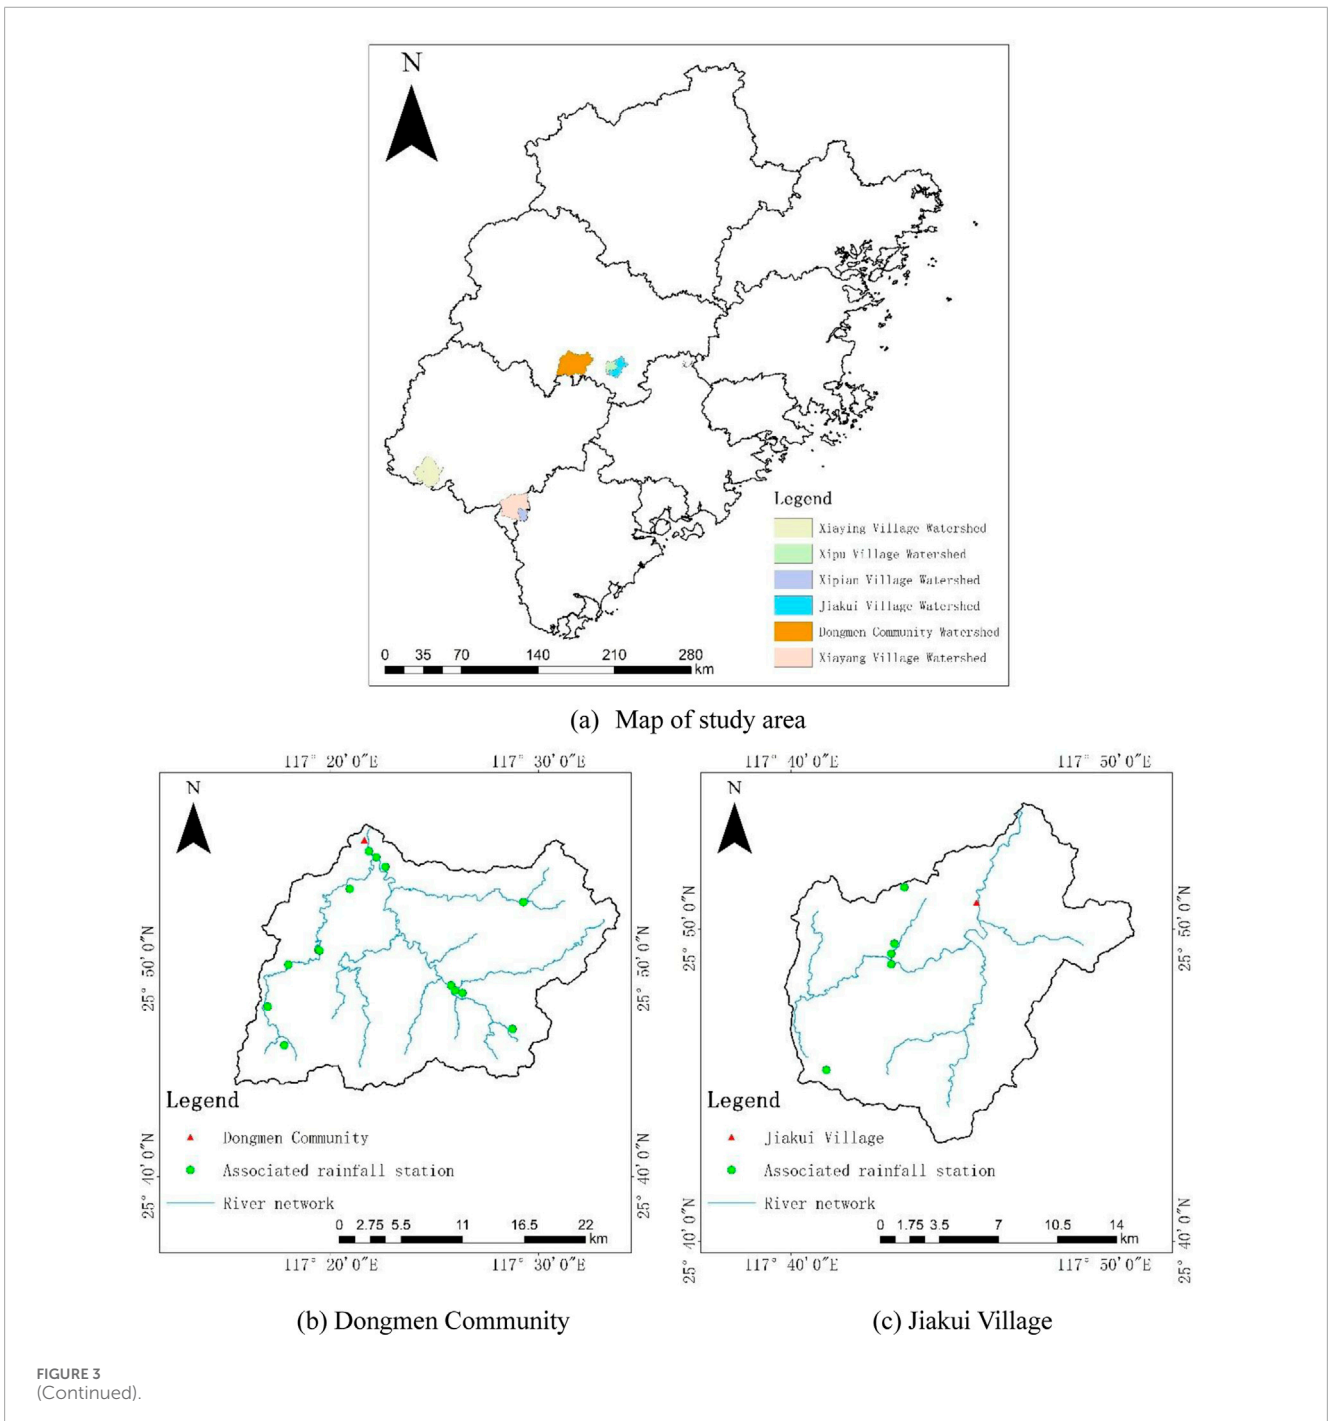 N
Legend
Xiaying Village Watershed
Xipu Village Watershed
Xipian Village Watershed
Jiakui Village Watershed
Dongmen Community Watershed
Xiayang Village Watershed
0 35 70 140 210 280
km
(a) Map of study area
117° 20′ 0″E 117° 30′ 0″E
N
25° 50′ 0″N 25° 50′ 0″N
Legend
Dongmen Community
Associated rainfall station
River network
25° 40′ 0″N 25° 40′ 0″N
0 2.75 5.5 11 16.5 22
km
117° 20′ 0″E 117° 30′ 0″E
(b) Dongmen Community
117° 40′ 0″E 117° 50′ 0″E
N
25° 50′ 0″N 25° 50′ 0″N
Legend
Jiakui Village
Associated rainfall station
River network
25° 40′ 0″N 25° 40′ 0″N
0 1.75 3.5 7 10.5 14
km
117° 40′ 0″E 117° 50′ 0″E
(c) Jiakui Village
FIGURE 3
(Continued).